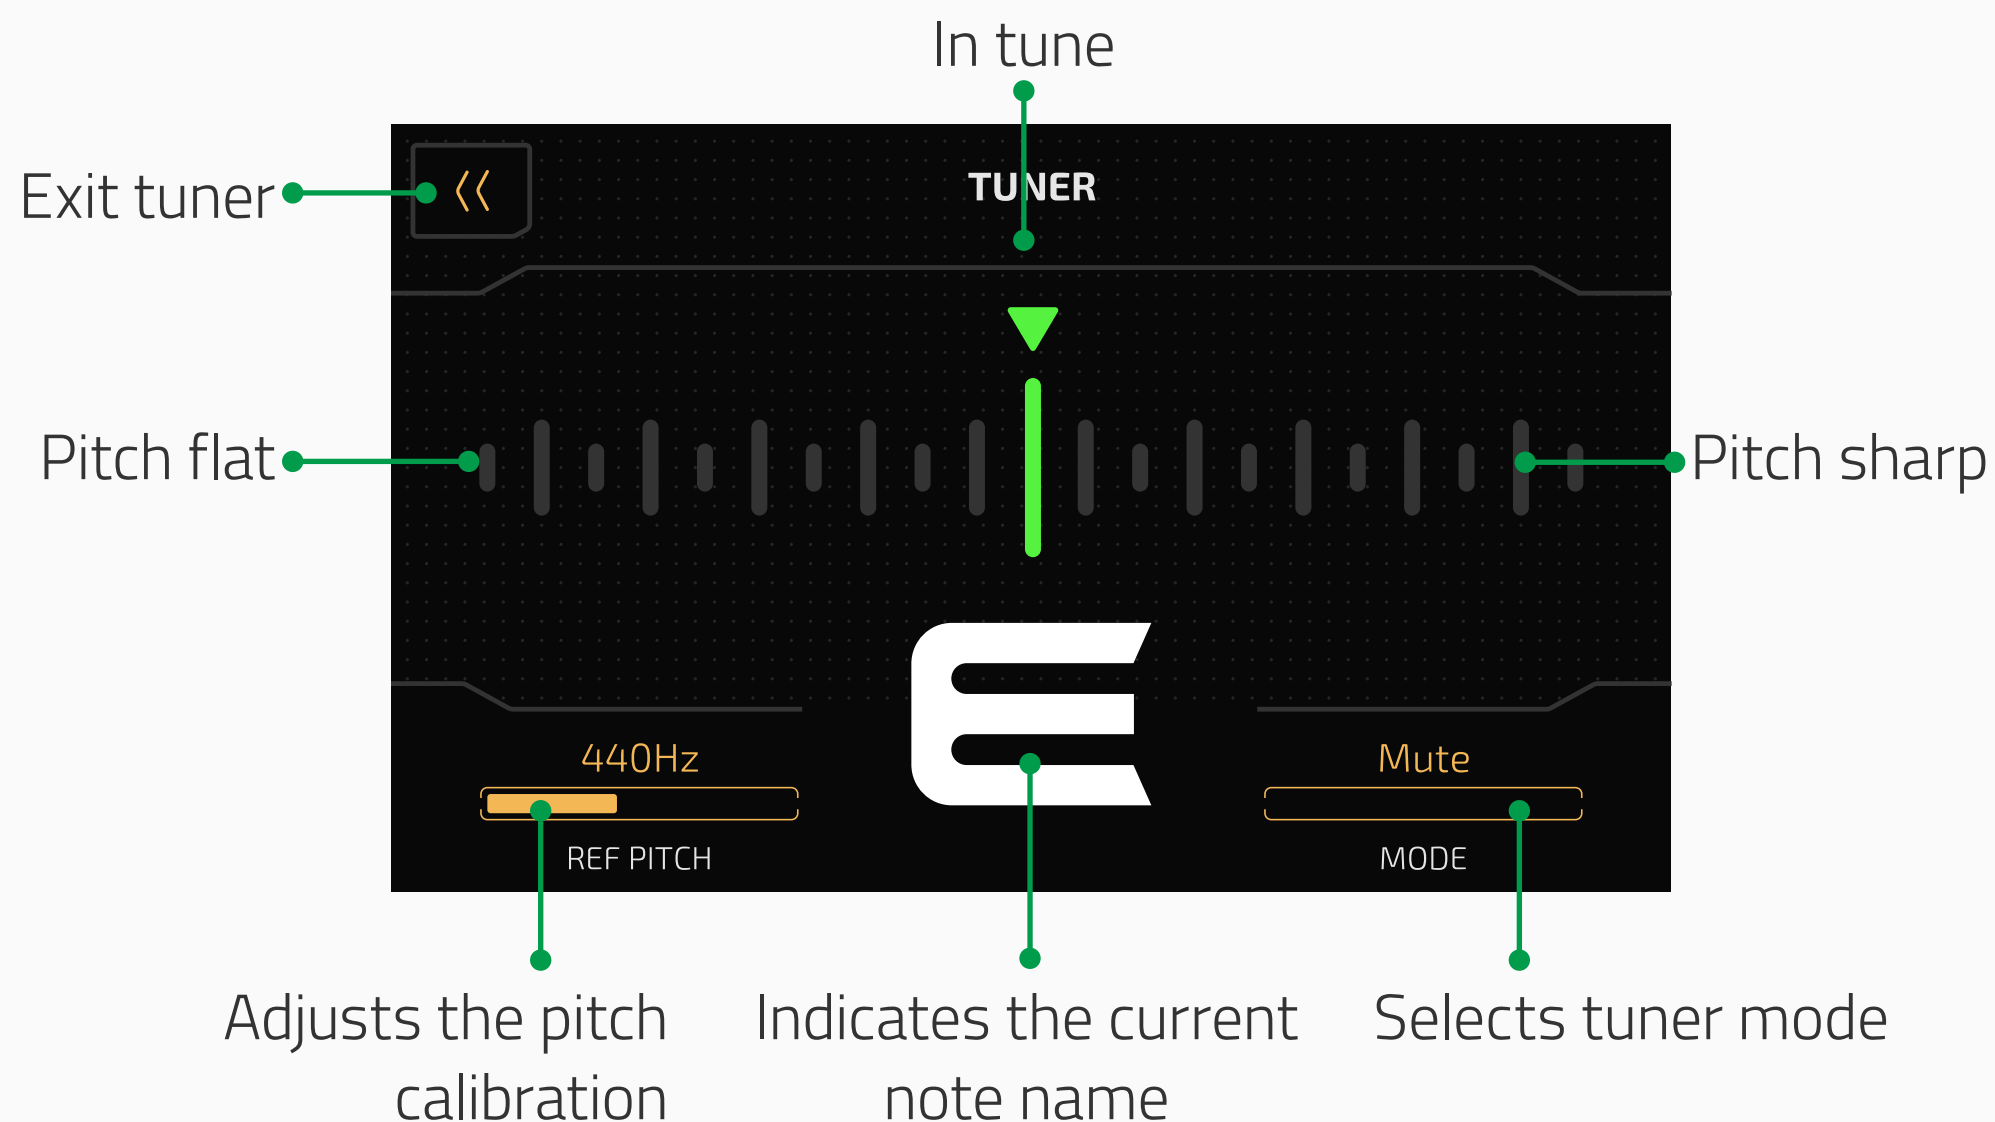 In tune
Exit tuner
TUNER
Pitch flat
Pitch sharp
E
440Hz
Mute
REF PITCH
MODE
Adjusts the pitch
calibration
Indicates the current
note name
Selects tuner mode